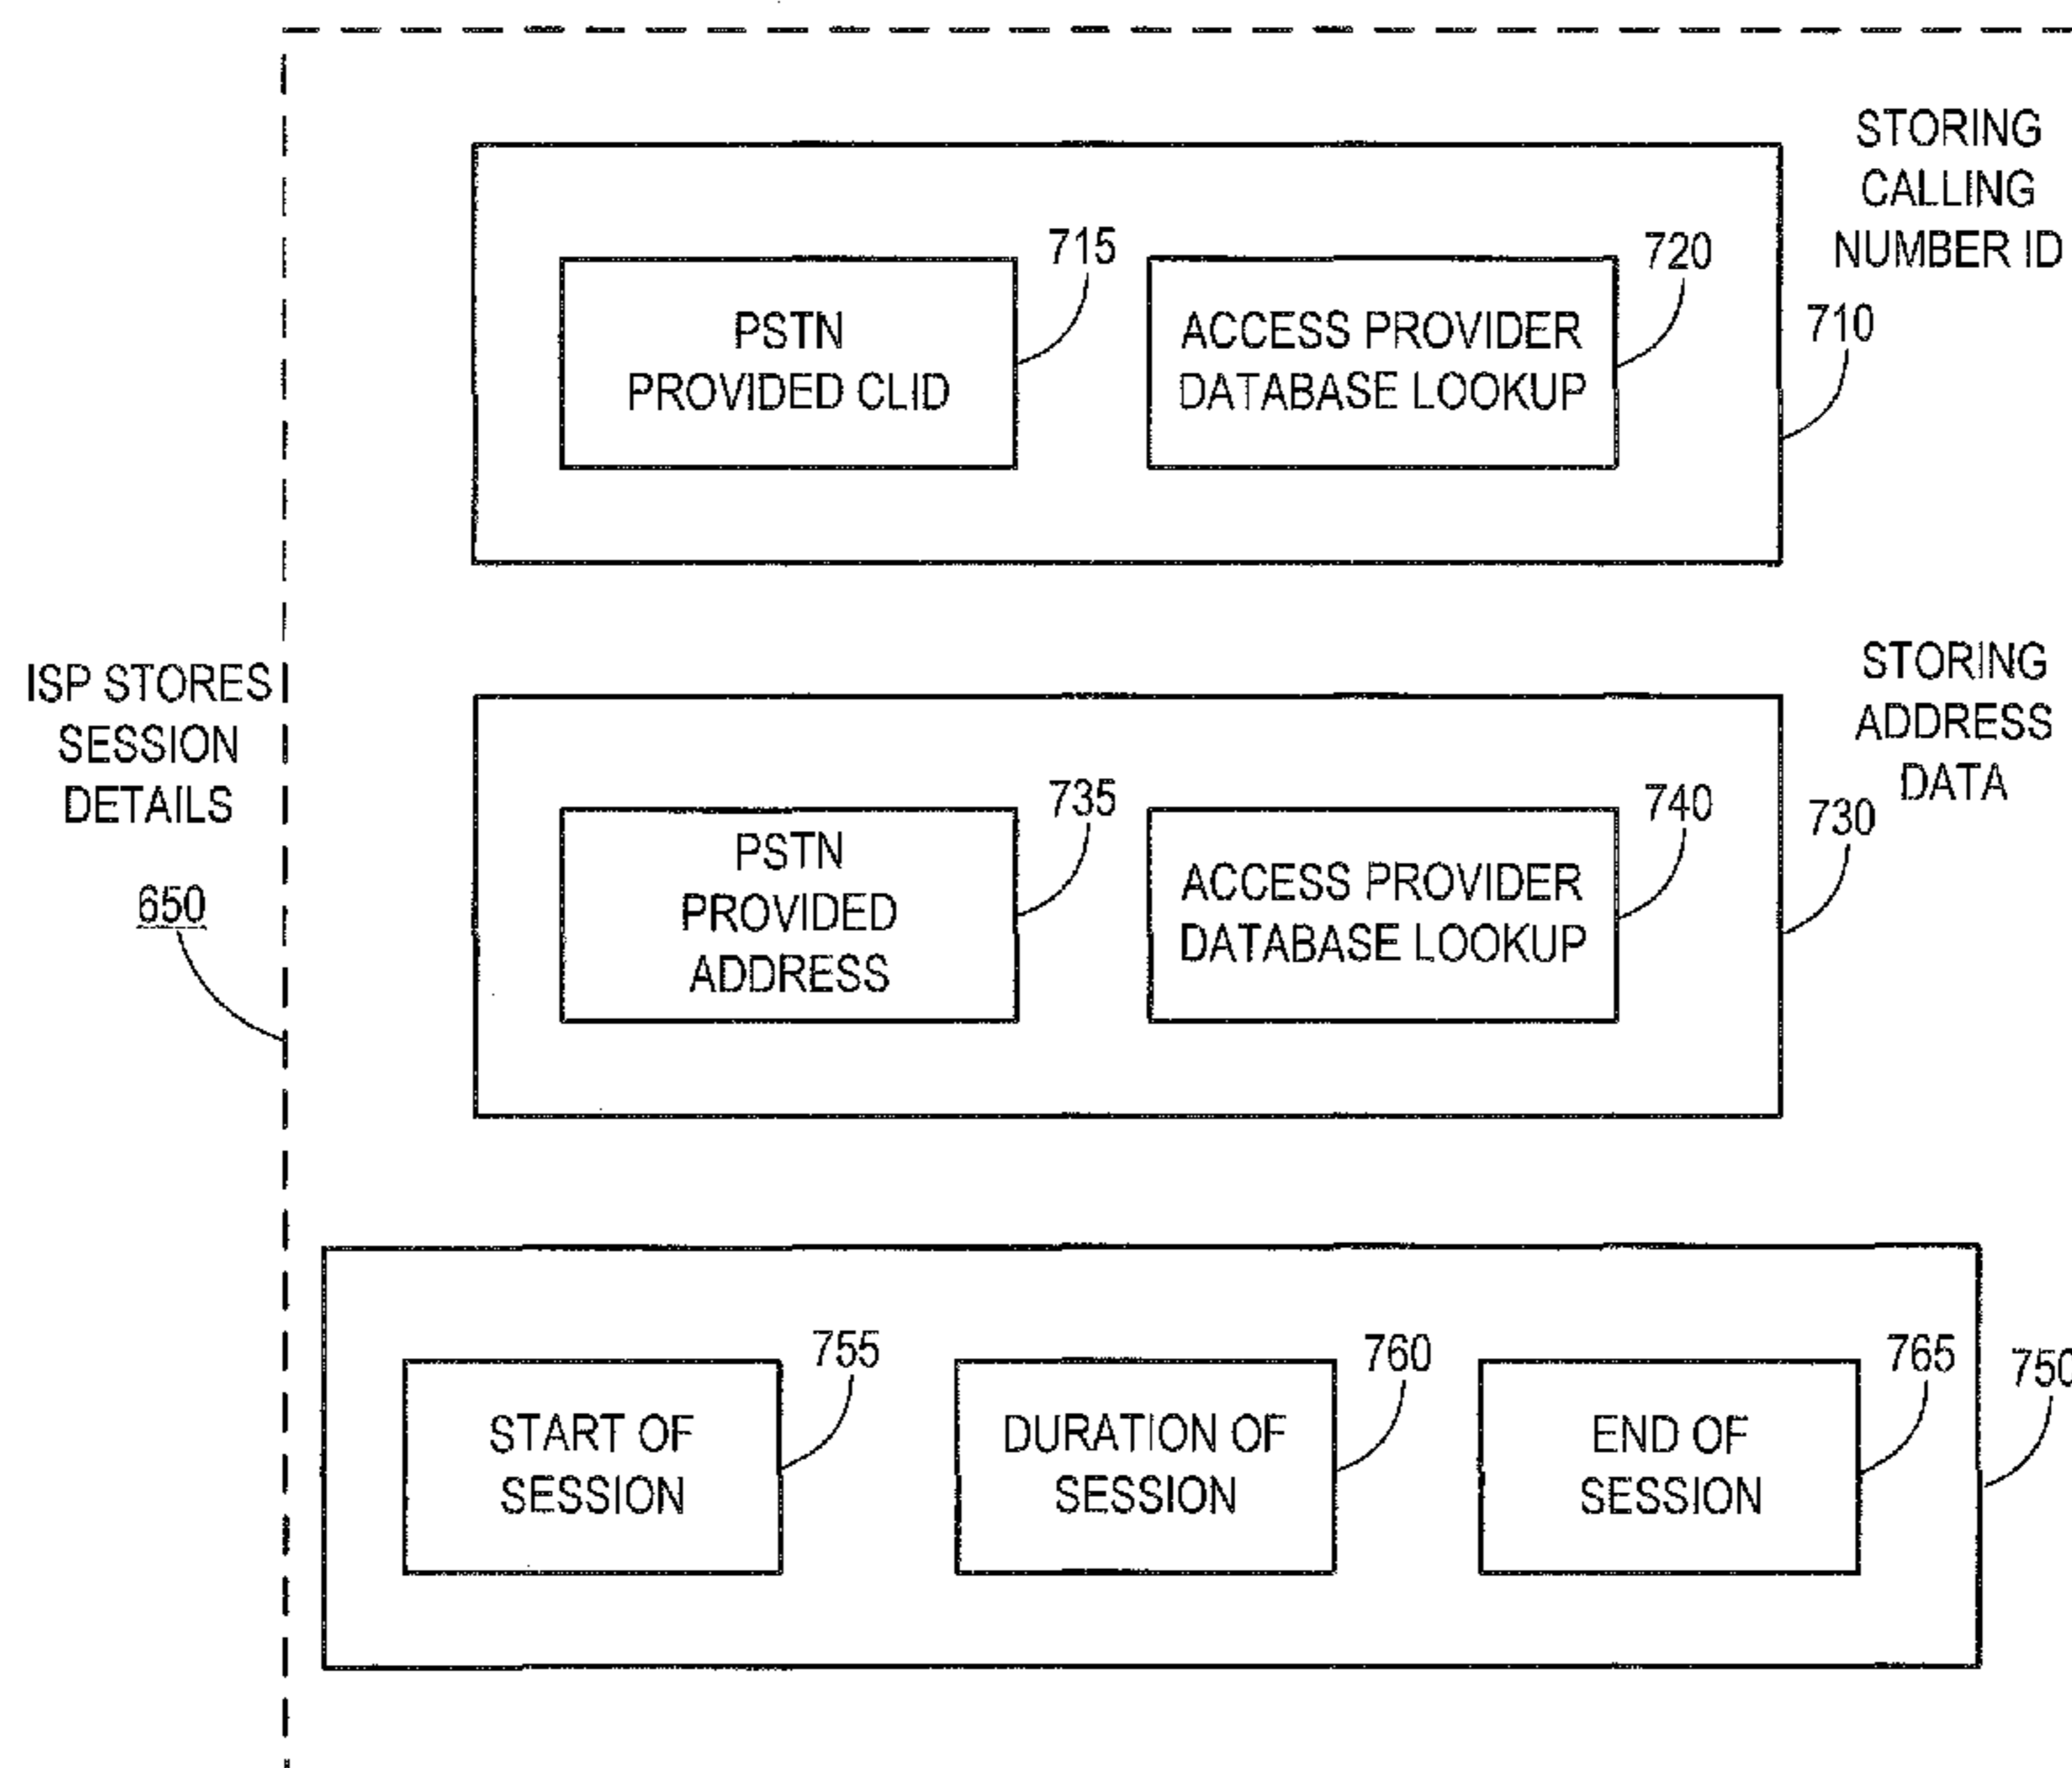 STORING
CALLING
NUMBER ID
710
715
PSTN
PROVIDED CLID
720
ACCESS PROVIDER
DATABASE LOOKUP
ISP STORES
SESSION
DETAILS
650
STORING
ADDRESS
DATA
730
735
PSTN
PROVIDED
ADDRESS
740
ACCESS PROVIDER
DATABASE LOOKUP
755
START OF
SESSION
760
DURATION OF
SESSION
765
END OF
SESSION
750